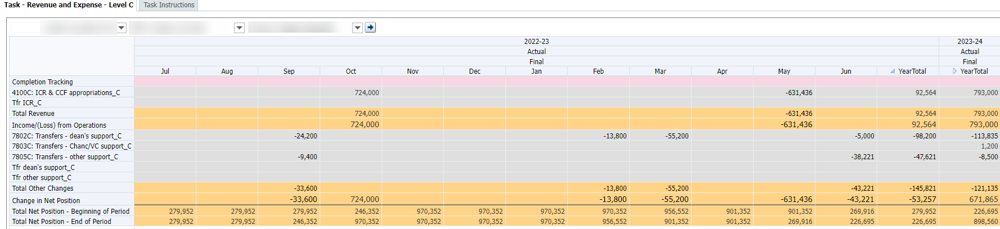 Task - Revenue and Expense - Level C Task Instructions
2022-23 2023-24
Actual Actual
Final Final
Jul Aug Sep Oct Nov Dec Jan Feb Mar Apr May Jun YearTotal YearTotal
Completion Tracking
4100C: ICR & CCF appropriations_C 724,000 -631,436 92,564 793,000
Tfr ICR_C
Total Revenue 724,000 -631,436 92,564 793,000
Income/(Loss) from Operations 724,000 -631,436 92,564 793,000
7802C: Transfers - dean's support_C -24,200 -13,800 -55,200 -5,000 -98,200 -113,835
7803C: Transfers - Chanc/VC support_C 1,200
7805C: Transfers - other support_C -9,400 -38,221 -47,621 -8,500
Tfr dean's support_C
Tfr other support_C
Total Other Changes -33,600 -13,800 -55,200 -43,221 -145,821 -121,135
Change in Net Position -33,600 724,000 -13,800 -55,200 -631,436 -43,221 -53,257 671,865
Total Net Position - Beginning of Period 279,952 279,952 279,952 246,352 970,352 970,352 970,352 970,352 956,552 901,352 901,352 269,916 279,952 226,695
Total Net Position - End of Period 279,952 279,952 246,352 970,352 970,352 970,352 970,352 956,552 901,352 901,352 269,916 226,695 226,695 898,560